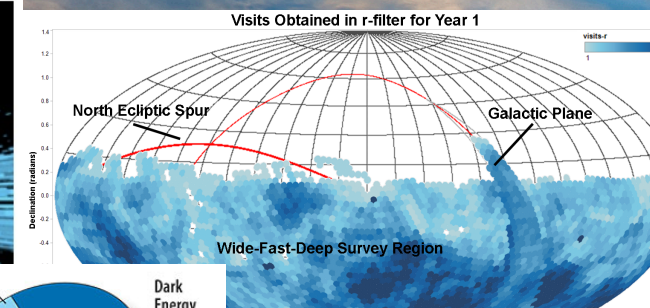 Visits Obtained in r-filter for Year 1
visits-r
1
1.4
1.2
1.0
0.8
0.6
0.4
0.2
0.0
-0.2
-0.4
Declination (radians)
North Ecliptic Spur
Galactic Plane
Wide-Fast-Deep Survey Region
Dark
Energy